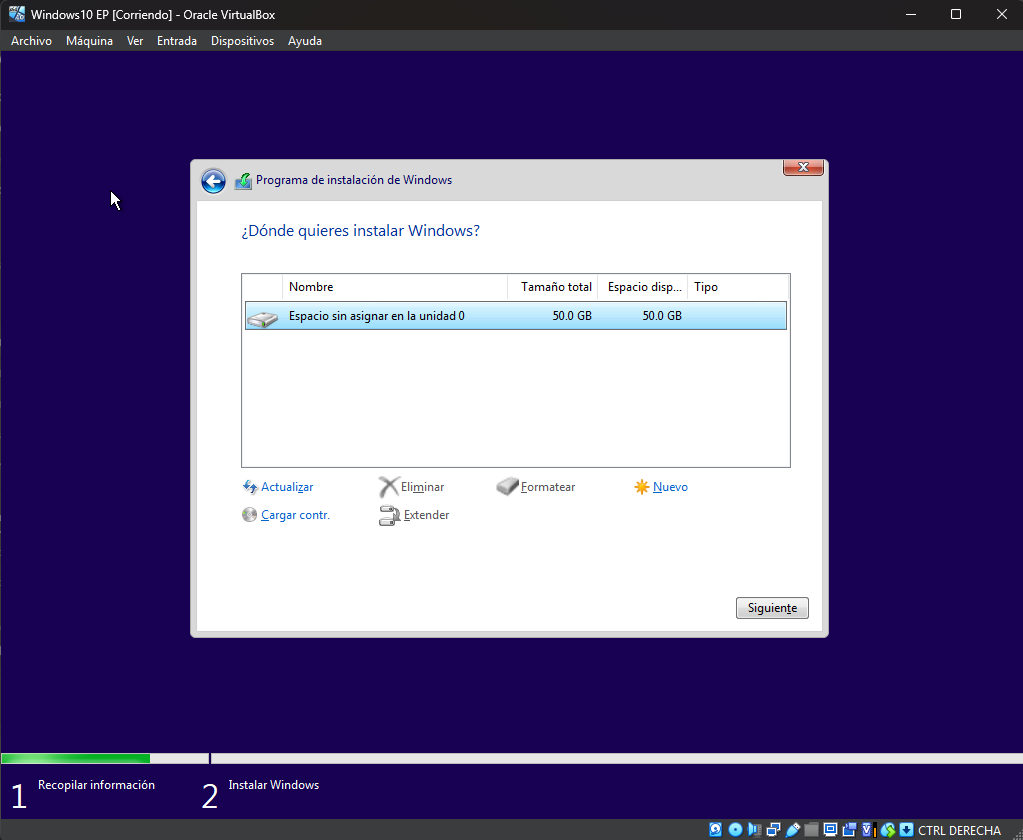 Windows10 EP [Corriendo] - Oracle VirtualBox
Archivo Máquina Ver Entrada Dispositivos Ayuda
Programa de instalación de Windows
¿Dónde quieres instalar Windows?
Nombre Tamaño total Espacio disp... Tipo
Espacio sin asignar en la unidad 0 50.0 GB 50.0 GB
Actualizar Eliminar Formatear Nuevo
Cargar contr. Extender
Siguiente
1 Recopilar información 2 Instalar Windows
CTRL DERECHA